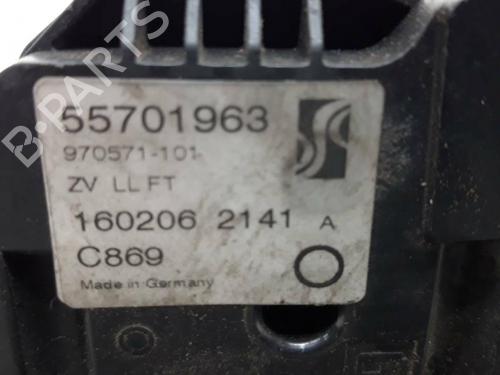 55701963
970571-101
ZV LL FT
160206 2141 A
C869
Made in Germany
B-PARTS